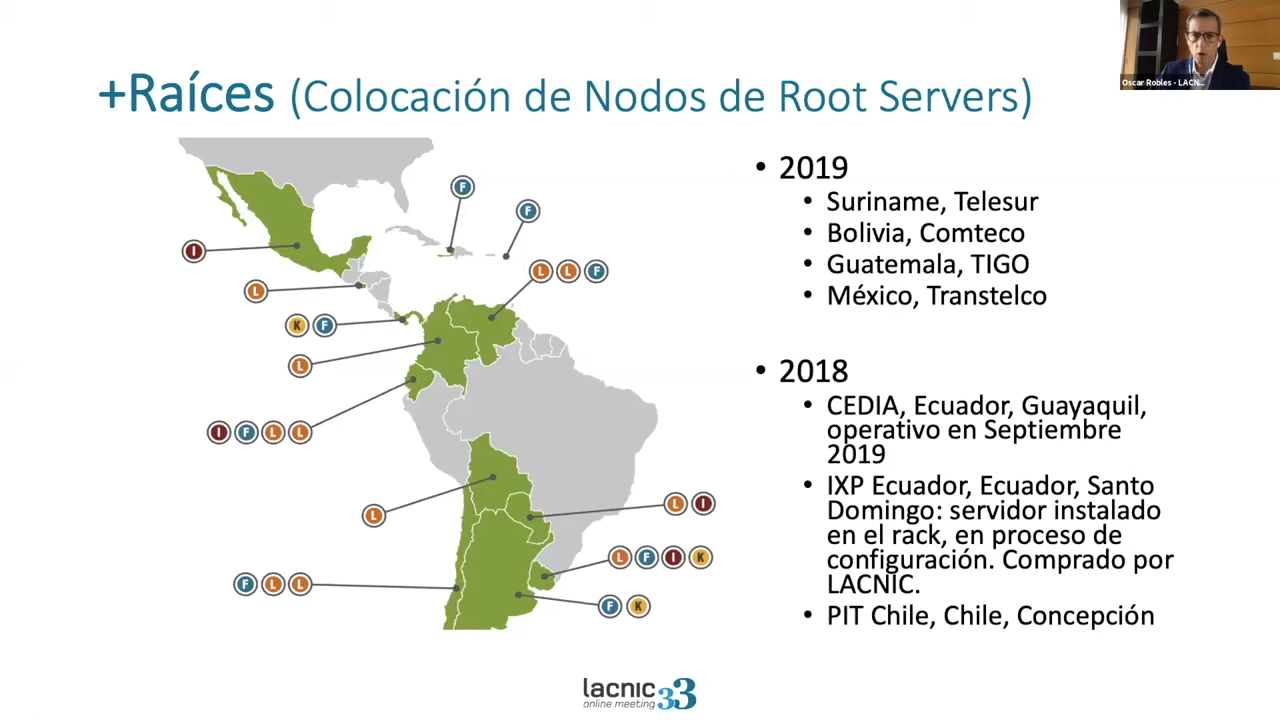 Oscar Robles - LACN...
+Raíces (Colocación de Nodos de Root Servers)
F
F
I
L L F
L
K F
L
I F L L
L
L I
L F I K
F L L
F K
• 2019
• Suriname, Telesur
• Bolivia, Comteco
• Guatemala, TIGO
• México, Transtelco
• 2018
• CEDIA, Ecuador, Guayaquil,
operativo en Septiembre
2019
• IXP Ecuador, Ecuador, Santo
Domingo: servidor instalado
en el rack, en proceso de
configuración. Comprado por
LACNIC.
• PIT Chile, Chile, Concepción
lacnic 33
online meeting